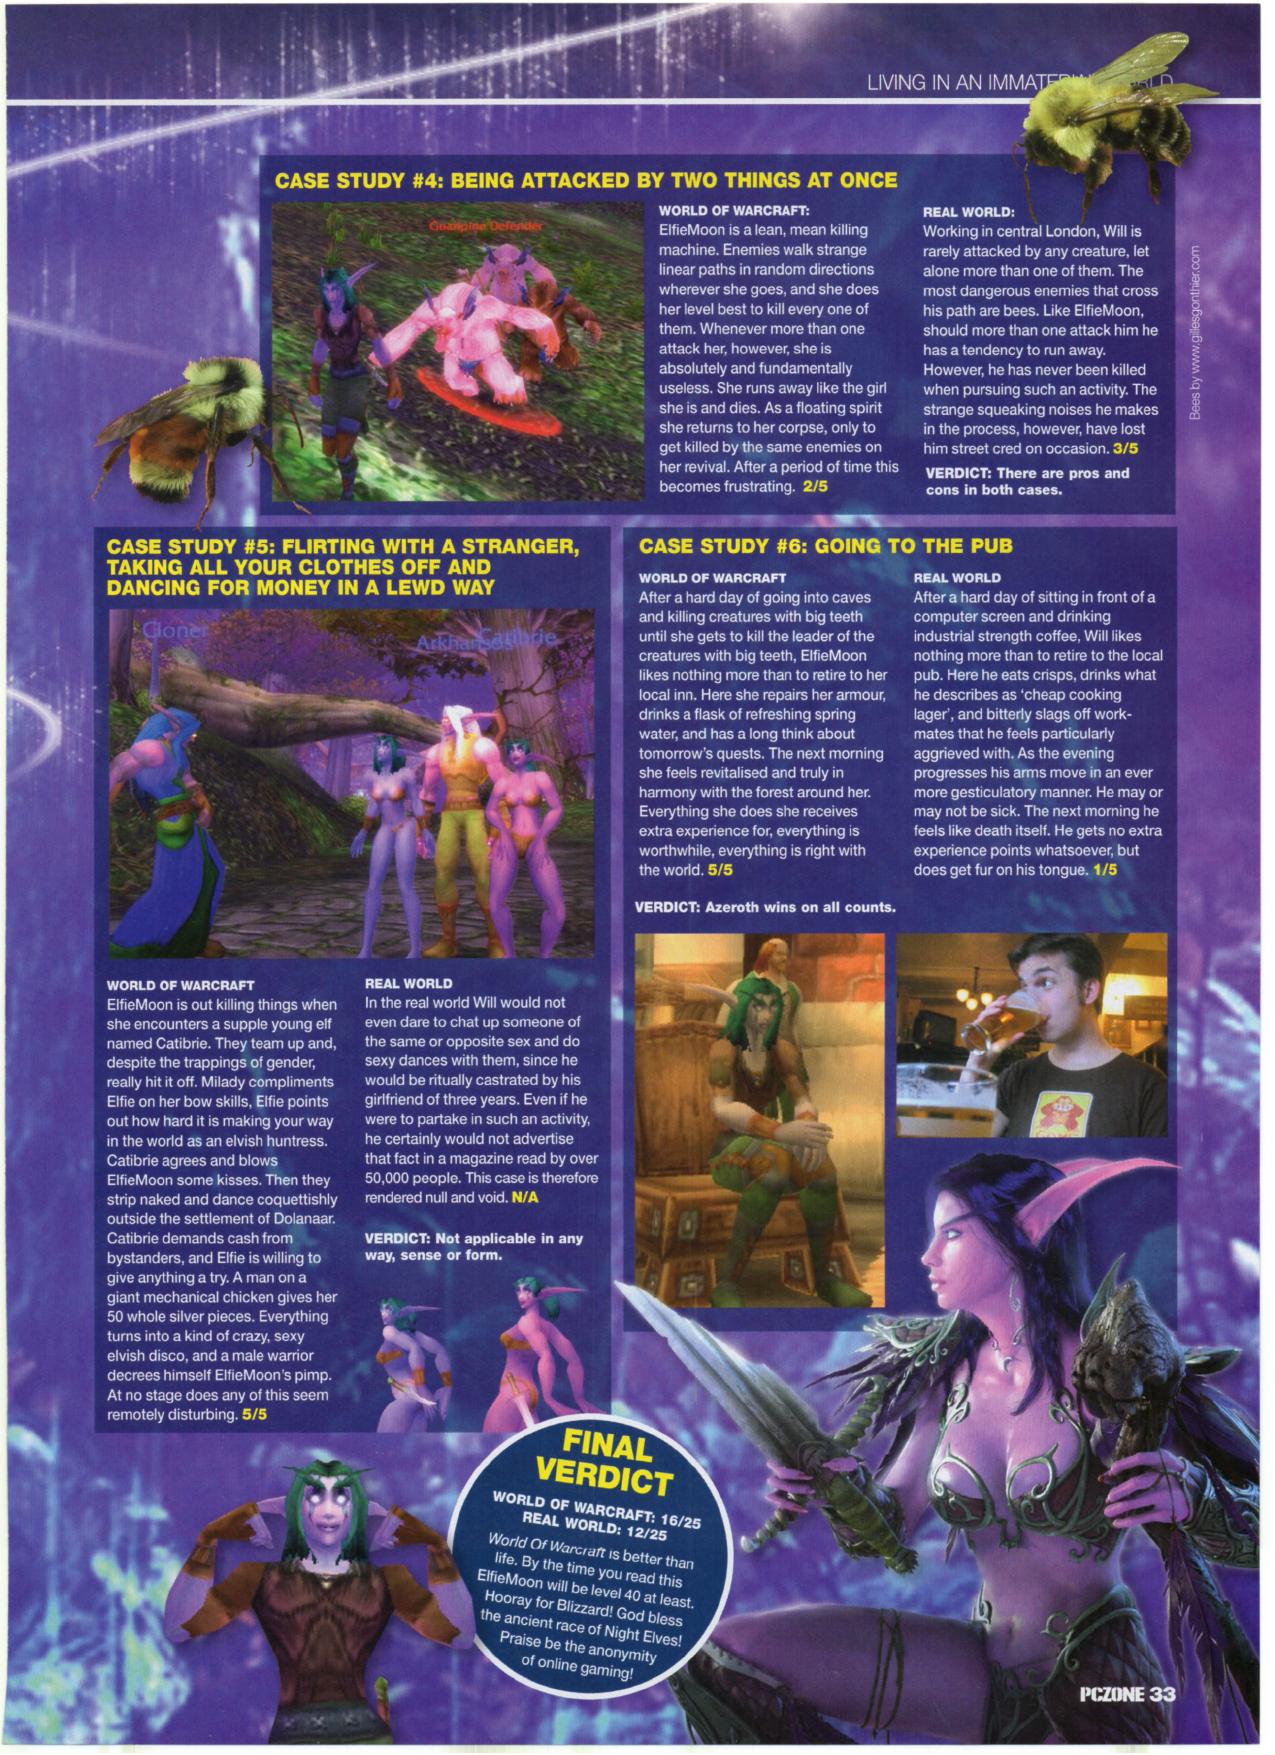 LIVING IN AN IMMATERIAL WORLD
CASE STUDY #4: BEING ATTACKED BY TWO THINGS AT ONCE
Defender
WORLD OF WARCRAFT:
ElfieMoon is a lean, mean killing
machine. Enemies walk strange
linear paths in random directions
wherever she goes, and she does
her level best to kill every one of
them. Whenever more than one
attack her, however, she is
absolutely and fundamentally
useless. She runs away like the girl
she is and dies. As a floating spirit
she returns to her corpse, only to
get killed by the same enemies on
her revival. After a period of time this
becomes frustrating. 2/5
REAL WORLD:
Working in central London, Will is
rarely attacked by any creature, let
alone more than one of them. The
most dangerous enemies that cross
his path are bees. Like ElfieMoon,
should more than one attack him he
has a tendency to run away.
However, he has never been killed
when pursuing such an activity. The
strange squeaking noises he makes
in the process, however, have lost
him street cred on occasion. 3/5
VERDICT: There are pros and
cons in both cases.
Bees by www.gillesgonthier.com
CASE STUDY #5: FLIRTING WITH A STRANGER,
TAKING ALL YOUR CLOTHES OFF AND
DANCING FOR MONEY IN A LEWD WAY
Cloner
Catibrie
WORLD OF WARCRAFT
ElfieMoon is out killing things when
she encounters a supple young elf
named Catibrie. They team up and,
despite the trappings of gender,
really hit it off. Milady compliments
Elfie on her bow skills, Elfie points
out how hard it is making your way
in the world as an elvish huntress.
Catibrie agrees and blows
ElfieMoon some kisses. Then they
strip naked and dance coquettishly
outside the settlement of Dolanaar.
Catibrie demands cash from
bystanders, and Elfie is willing to
give anything a try. A man on a
giant mechanical chicken gives her
50 whole silver pieces. Everything
turns into a kind of crazy, sexy
elvish disco, and a male warrior
decrees himself ElfieMoon's pimp.
At no stage does any of this seem
remotely disturbing. 5/5
REAL WORLD
In the real world Will would not
even dare to chat up someone of
the same or opposite sex and do
sexy dances with them, since he
would be ritually castrated by his
girlfriend of three years. Even if he
were to partake in such an activity,
he certainly would not advertise
that fact in a magazine read by over
50,000 people. This case is therefore
rendered null and void. N/A
VERDICT: Not applicable in any
way, sense or form.
CASE STUDY #6: GOING TO THE PUB
WORLD OF WARCRAFT
After a hard day of going into caves
and killing creatures with big teeth
until she gets to kill the leader of the
creatures with big teeth, ElfieMoon
likes nothing more than to retire to her
local inn. Here she repairs her armour,
drinks a flask of refreshing spring
water, and has a long think about
tomorrow's quests. The next morning
she feels revitalised and truly in
harmony with the forest around her.
Everything she does she receives
extra experience for, everything is
worthwhile, everything is right with
the world. 5/5
REAL WORLD
After a hard day of sitting in front of a
computer screen and drinking
industrial strength coffee, Will likes
nothing more than to retire to the local
pub. Here he eats crisps, drinks what
he describes as 'cheap cooking
lager', and bitterly slags off work-
mates that he feels particularly
aggrieved with. As the evening
progresses his arms move in an ever
more gesticulatory manner. He may or
may not be sick. The next morning he
feels like death itself. He gets no extra
experience points whatsoever, but
does get fur on his tongue. 1/5
VERDICT: Azeroth wins on all counts.
FINAL
VERDICT
WORLD OF WARCRAFT: 16/25
REAL WORLD: 12/25
World Of Warcraft is better than
life. By the time you read this
ElfieMoon will be level 40 at least.
Hooray for Blizzard! God bless
the ancient race of Night Elves!
Praise be the anonymity
of online gaming!
PCZONE 33